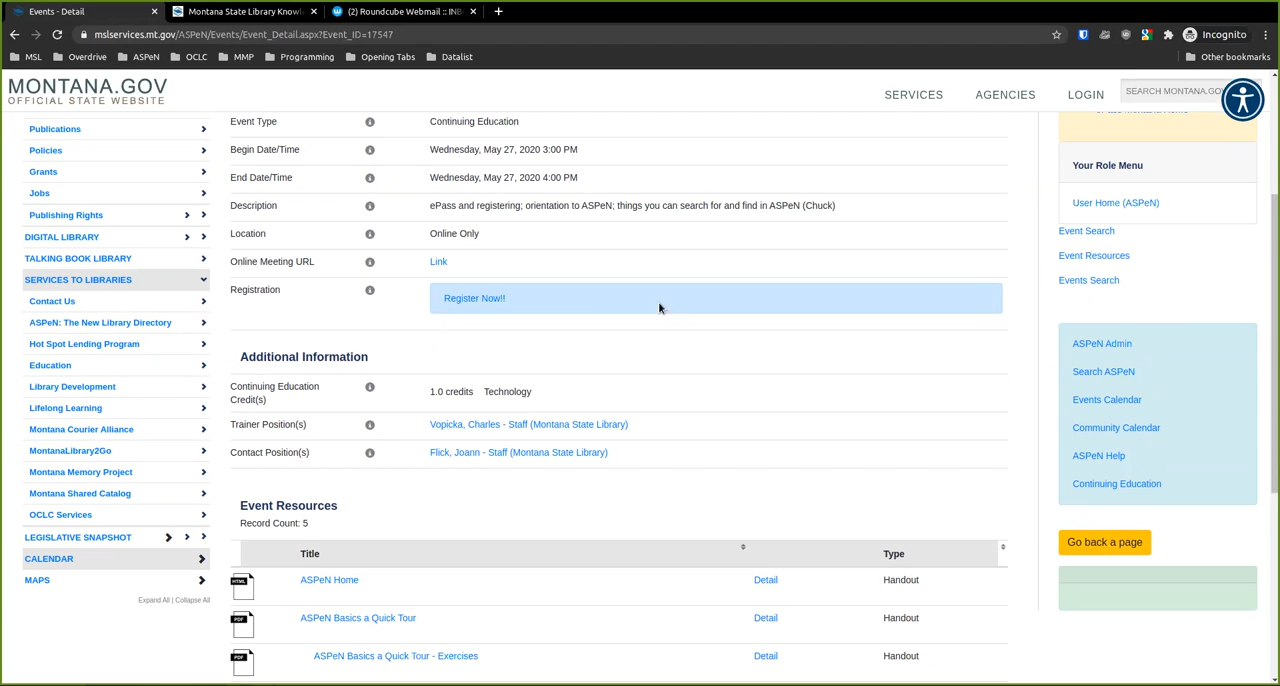 Events - Detail
Montana State Library Knowl
(2) Roundcube Webmail :: INB
mslservices.mt.gov/ASPeN/Events/Event_Detail.aspx?Event_ID=17547
Incognito
MSL
Overdrive
ASPeN
OCLC
MMP
Programming
Opening Tabs
Datalist
Other bookmarks
MONTANA.GOV
OFFICIAL STATE WEBSITE
SERVICES
AGENCIES
LOGIN
SEARCH MONTANA.GOV
Publications
Policies
Grants
Jobs
Publishing Rights
DIGITAL LIBRARY
TALKING BOOK LIBRARY
SERVICES TO LIBRARIES
Contact Us
ASPeN: The New Library Directory
Hot Spot Lending Program
Education
Library Development
Lifelong Learning
Montana Courier Alliance
MontanaLibrary2Go
Montana Memory Project
Montana Shared Catalog
OCLC Services
LEGISLATIVE SNAPSHOT
CALENDAR
MAPS
Expand All | Collapse All
Event Type
Continuing Education
Begin Date/Time
Wednesday, May 27, 2020 3:00 PM
End Date/Time
Wednesday, May 27, 2020 4:00 PM
Description
ePass and registering; orientation to ASPeN; things you can search for and find in ASPeN (Chuck)
Location
Online Only
Online Meeting URL
Link
Registration
Register Now!!
Additional Information
Continuing Education
Credit(s)
1.0 credits Technology
Trainer Position(s)
Vopicka, Charles - Staff (Montana State Library)
Contact Position(s)
Flick, Joann - Staff (Montana State Library)
Event Resources
Record Count: 5
Title
Type
HTML
ASPeN Home
Detail
Handout
PDF
ASPeN Basics a Quick Tour
Detail
Handout
PDF
ASPeN Basics a Quick Tour - Exercises
Detail
Handout
Your Role Menu
User Home (ASPeN)
Event Search
Event Resources
Events Search
ASPeN Admin
Search ASPeN
Events Calendar
Community Calendar
ASPeN Help
Continuing Education
Go back a page